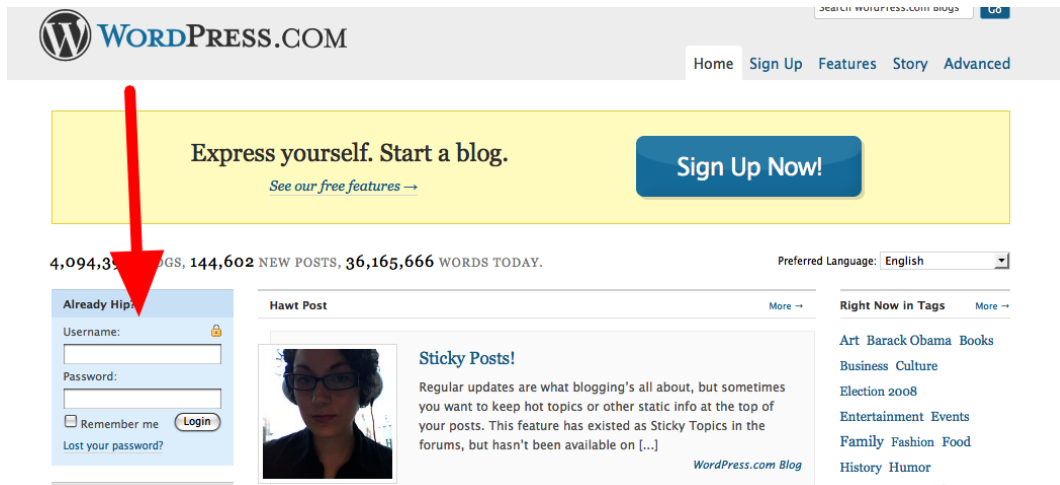 Search WordPress.com Blogs Go
WORDPRESS.COM
Home Sign Up Features Story Advanced
Express yourself. Start a blog.
See our free features →
Sign Up Now!
144,602 NEW POSTS, 36,165,666 WORDS TODAY.
Preferred Language: English
Already Hip?
Username:
Password:
Remember me Login
Lost your password?
Hawt Post More →
Sticky Posts!
Regular updates are what blogging's all about, but sometimes
you want to keep hot topics or other static info at the top of
your posts. This feature has existed as Sticky Topics in the
forums, but hasn't been available on [...]
WordPress.com Blog
Right Now in Tags More →
Art Barack Obama Books
Business Culture
Election 2008
Entertainment Events
Family Fashion Food
History Humor